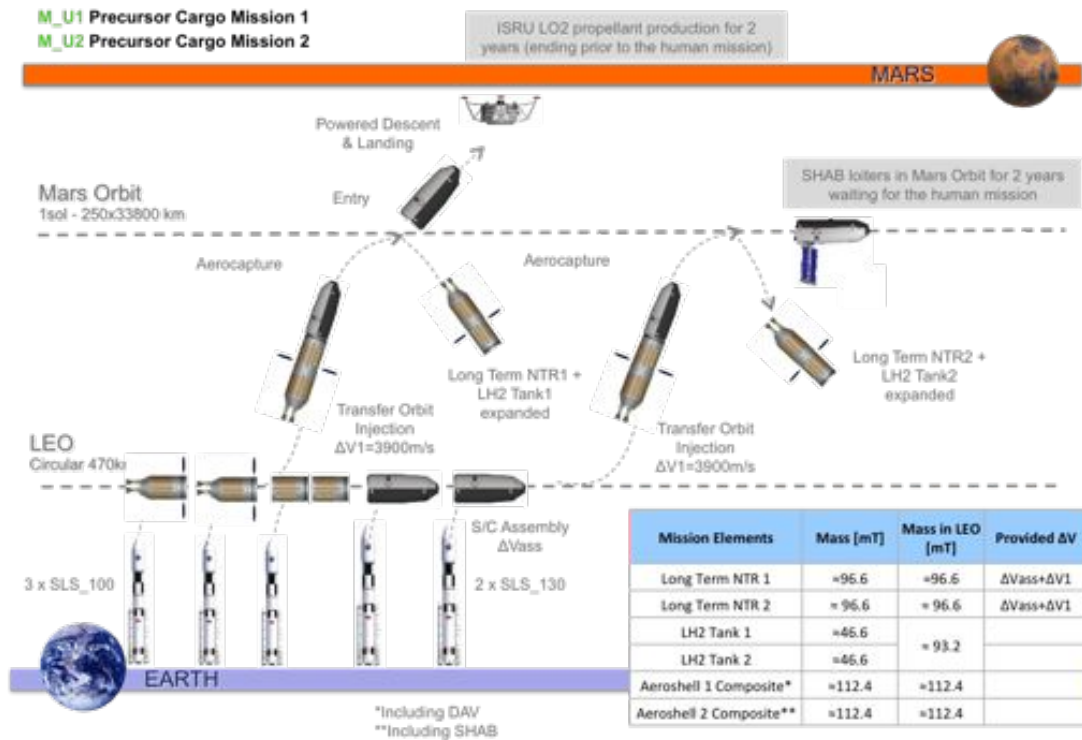 M_U1 Precursor Cargo Mission 1
M_U2 Precursor Cargo Mission 2
ISRU LO2 propellant production for 2
years (ending prior to the human mission)
MARS
Powered Descent
& Landing
SHAB loiters in Mars Orbit for 2 years
waiting for the human mission
Mars Orbit
1sol - 250x33800 km
Entry
Aerocapture
Aerocapture
Long Term NTR1 +
LH2 Tank1
expanded
Long Term NTR2 +
LH2 Tank2
expanded
Transfer Orbit
Injection
ΔV1=3900m/s
Transfer Orbit
Injection
ΔV1=3900m/s
LEO
Circular 470km
S/C Assembly
ΔVass
3 x SLS_100
2 x SLS_130
Mission Elements Mass [mT] Mass in LEO [mT] Provided ΔV
Long Term NTR 1 ≈96.6 ≈96.6 ΔVass+ΔV1
Long Term NTR 2 ≈ 96.6 ≈ 96.6 ΔVass+ΔV1
LH2 Tank 1 ≈46.6 ≈ 93.2
LH2 Tank 2 ≈46.6
Aeroshell 1 Composite* ≈112.4 ≈112.4
Aeroshell 2 Composite** ≈112.4 ≈112.4
EARTH
*Including DAV
**Including SHAB